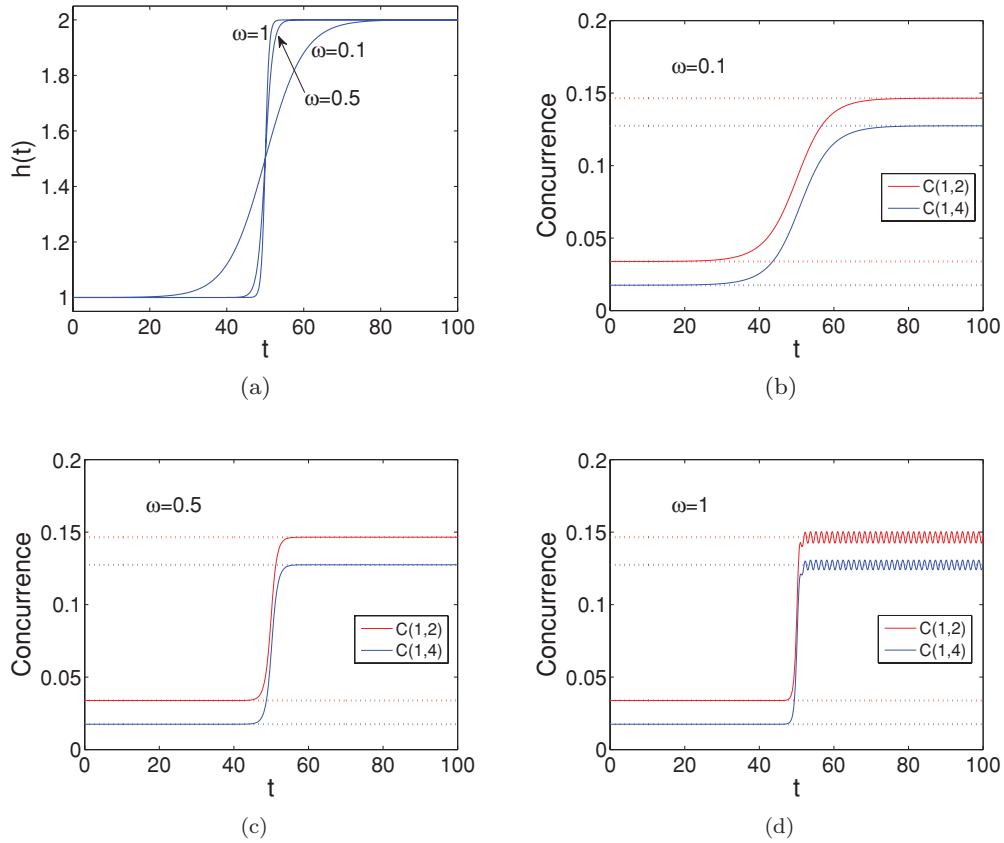 2
1.8
1.6
1.4
1.2
1
h(t)
ω=1
ω=0.1
ω=0.5
0 20 40 60 80 100
t
(a)
0.2
0.15
0.1
0.05
0
Concurrence
ω=0.1
C(1,2)
C(1,4)
0 20 40 60 80 100
t
(b)
0.2
0.15
0.1
0.05
0
Concurrence
ω=0.5
C(1,2)
C(1,4)
0 20 40 60 80 100
t
(c)
0.2
0.15
0.1
0.05
0
Concurrence
ω=1
C(1,2)
C(1,4)
0 20 40 60 80 100
t
(d)